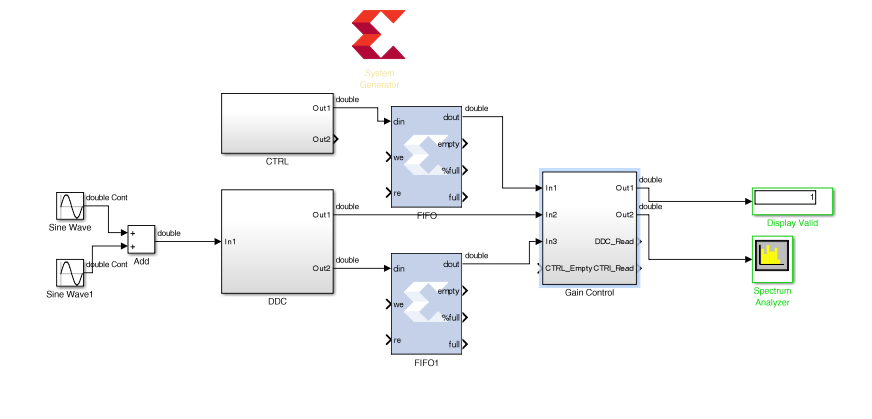 System
Generator
Out1
double
Out2
CTRL
din
we
re
dout
double
empty
%full
full
FIFO
Sine Wave
double Cont
Sine Wave1
double Cont
+
+
Add
double
In1
Out1
double
Out2
double
DDC
din
we
re
dout
double
empty
%full
full
FIFO1
In1
In2
In3
CTRL_Empty
Out1
double
Out2
double
DDC_Read
CTRl_Read
Gain Control
1
Display Valid
Spectrum
Analyzer